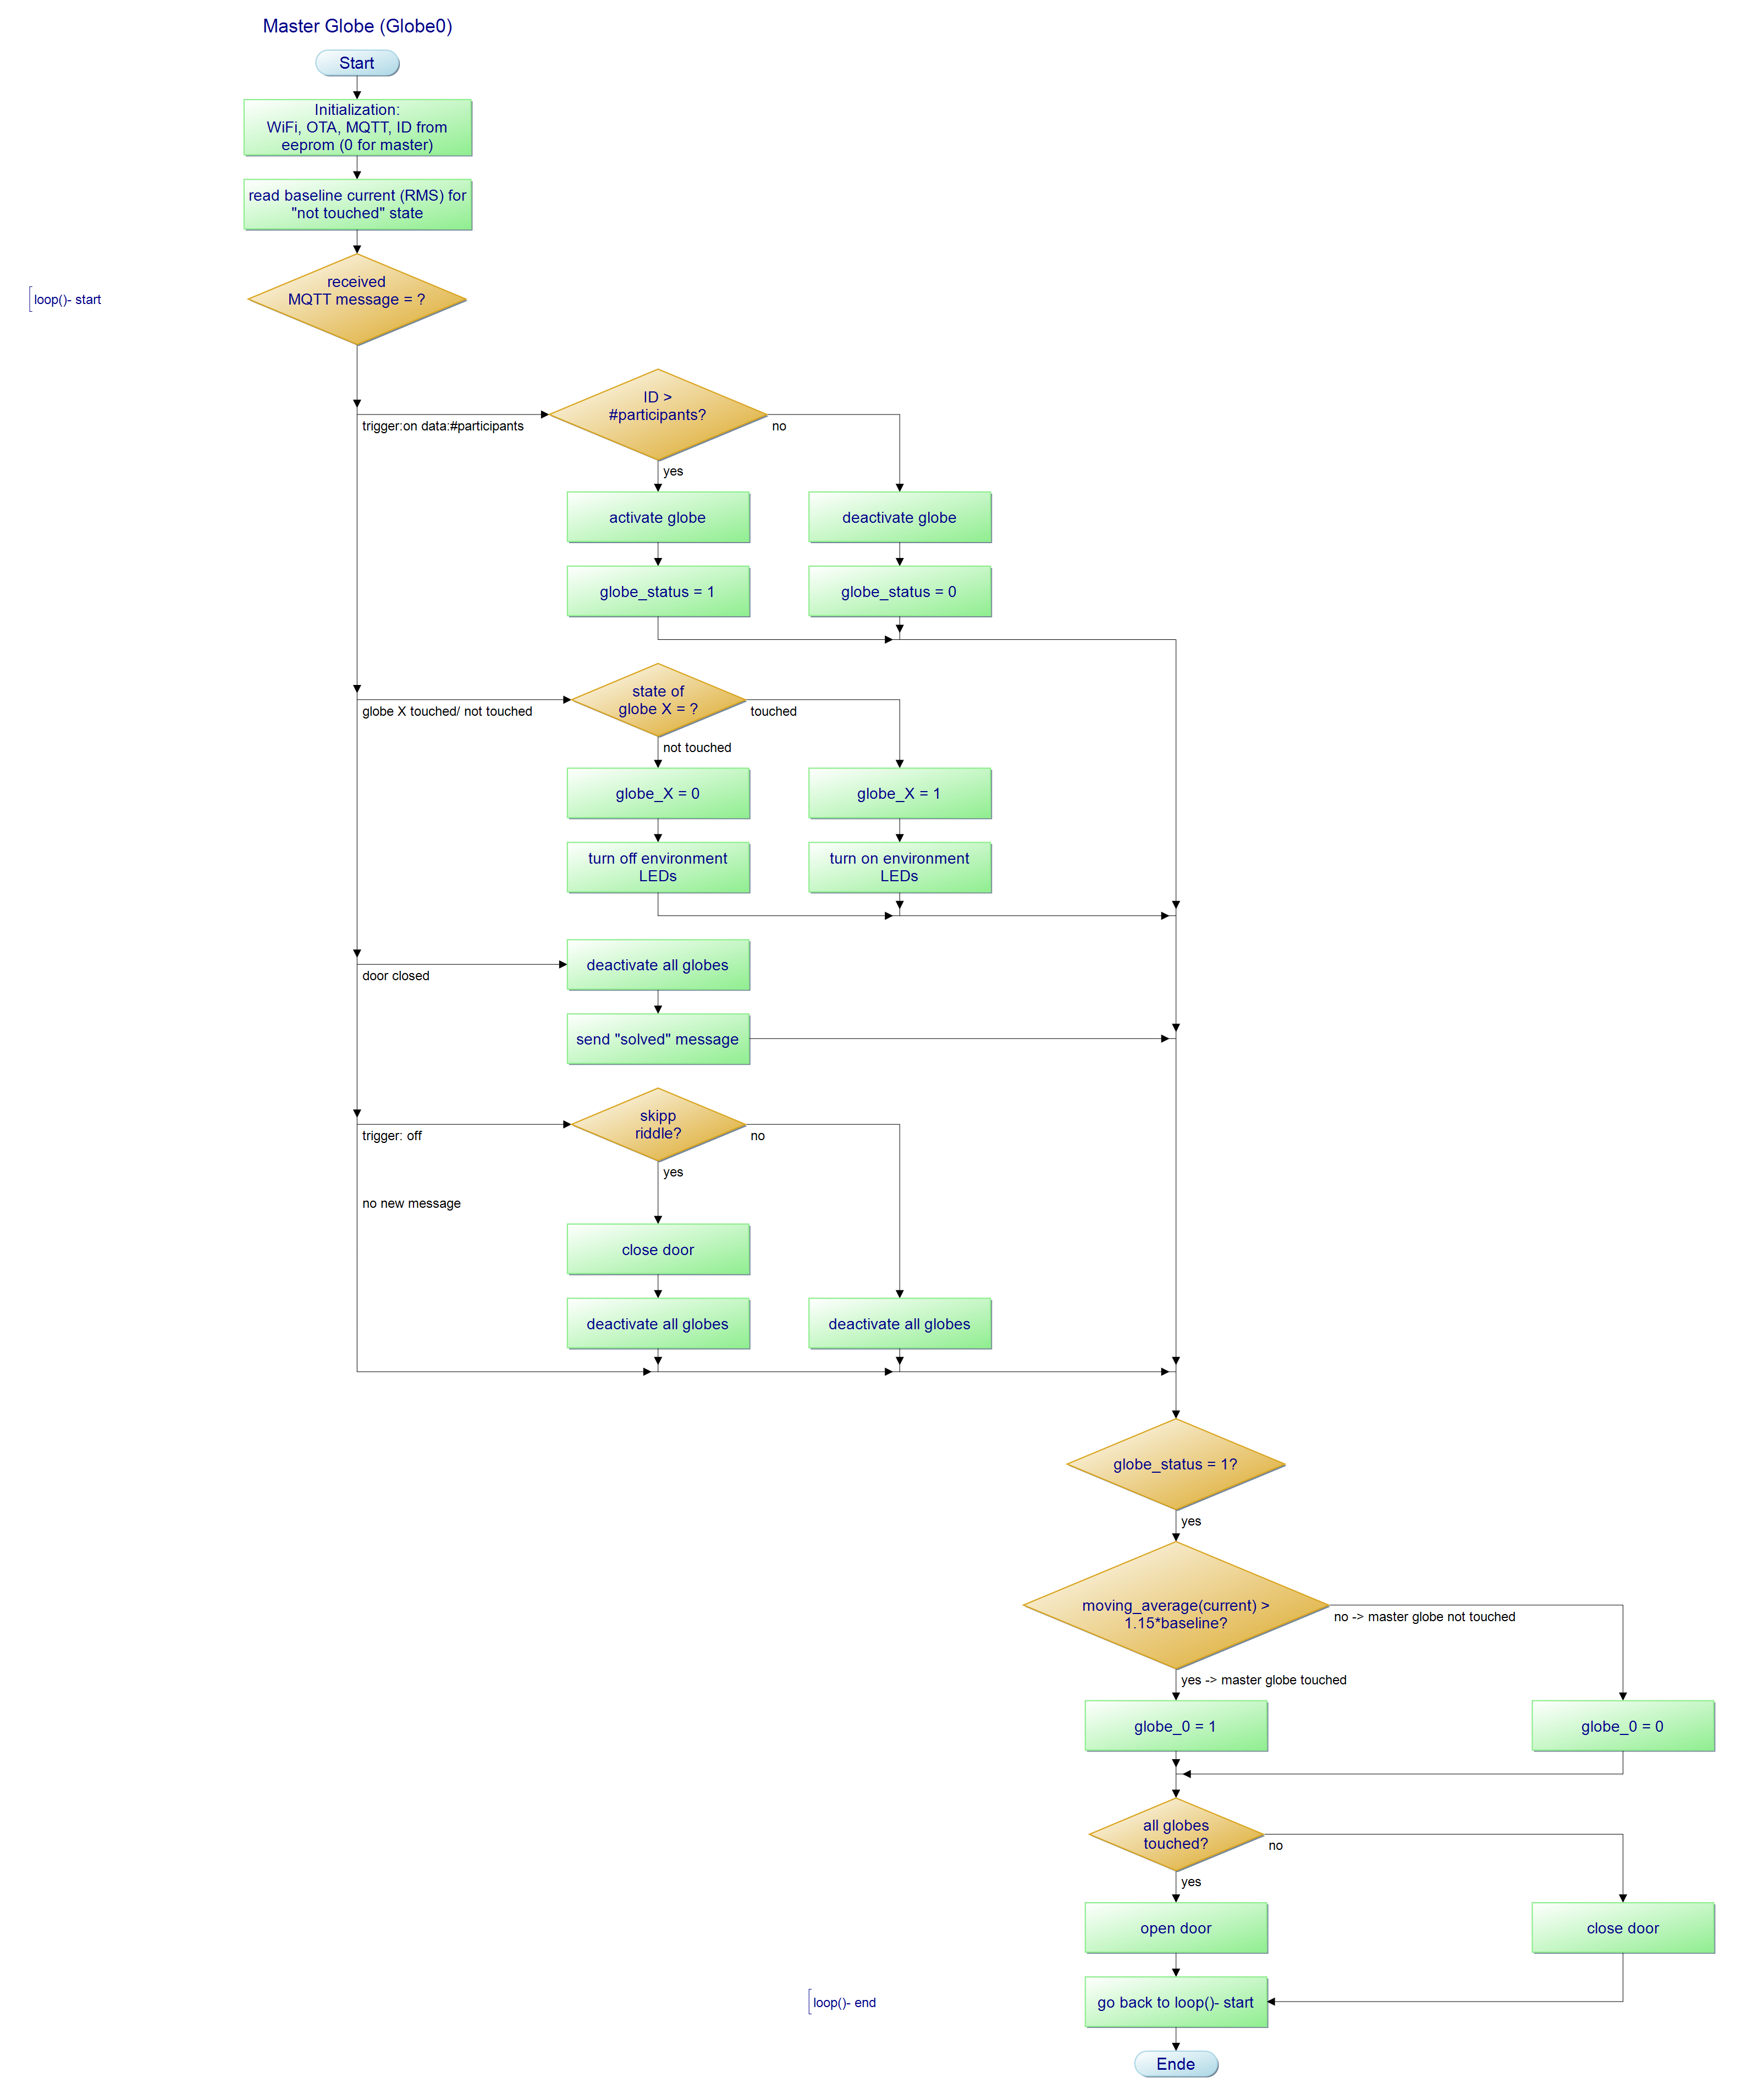 Master Globe (Globe0)
Start
Initialization:
WiFi, OTA, MQTT, ID from
eeprom (0 for master)
read baseline current (RMS) for
"not touched" state
received
MQTT message = ?
loop()- start
ID >
#participants?
trigger:on data:#participants
no
yes
activate globe
deactivate globe
globe_status = 1
globe_status = 0
state of
globe X = ?
globe X touched/ not touched
touched
not touched
globe_X = 0
globe_X = 1
turn off environment
LEDs
turn on environment
LEDs
deactivate all globes
door closed
send "solved" message
skipp
riddle?
trigger: off
no
yes
no new message
close door
deactivate all globes
deactivate all globes
globe_status = 1?
yes
moving_average(current) >
1.15*baseline?
no -> master globe not touched
yes -> master globe touched
globe_0 = 1
globe_0 = 0
all globes
touched?
no
yes
open door
close door
loop()- end
go back to loop()- start
Ende